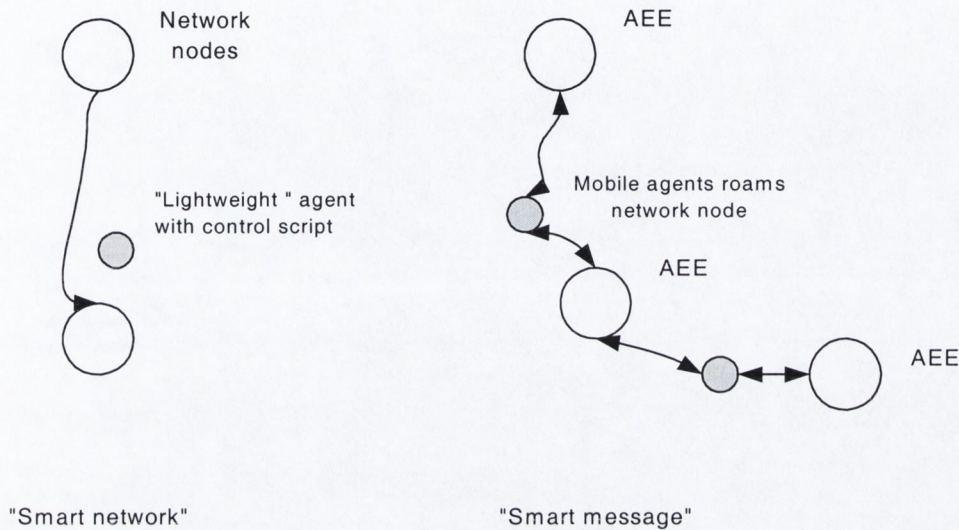 Network
nodes
"Lightweight " agent
with control script
"Smart network"
AEE
Mobile agents roams
network node
AEE
AEE
"Smart message"